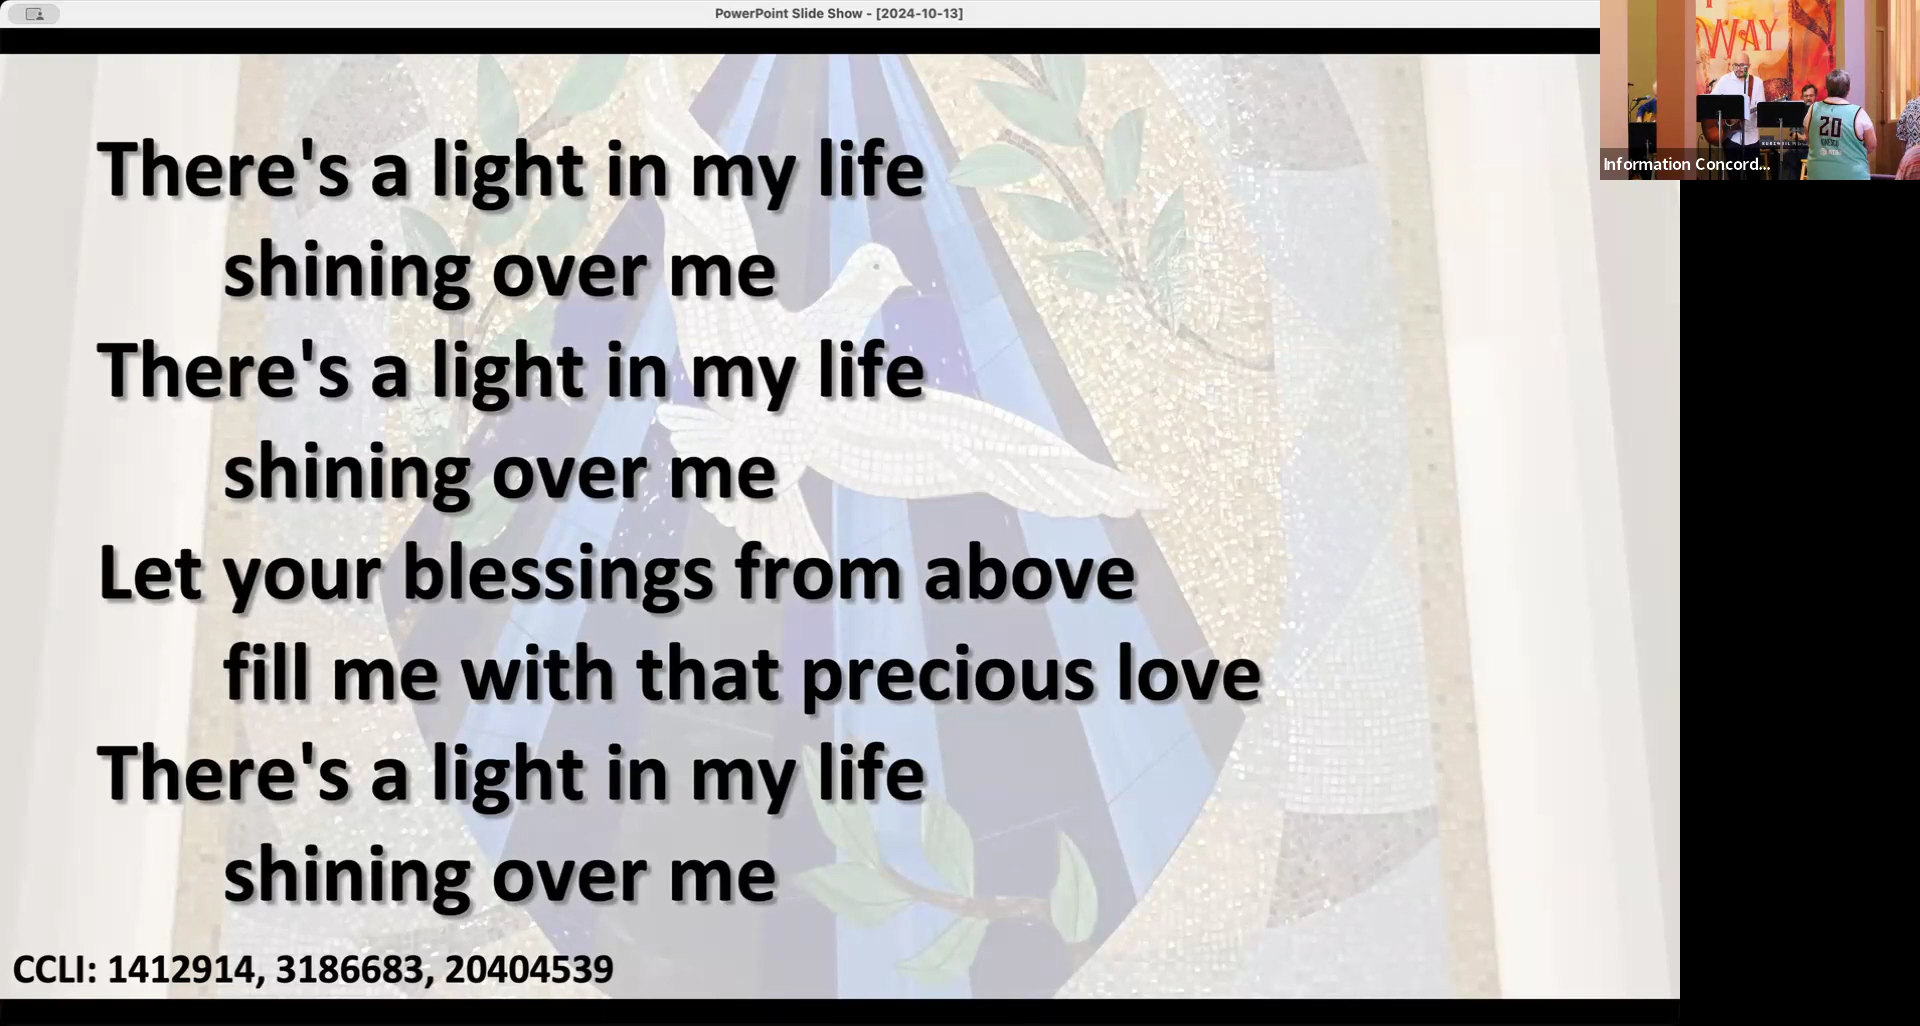 PowerPoint Slide Show - [2024-10-13]
WAY
20
Information Concord...
There's a light in my life
shining over me
There's a light in my life
shining over me
Let your blessings from above
fill me with that precious love
There's a light in my life
shining over me
CCLI: 1412914, 3186683, 20404539